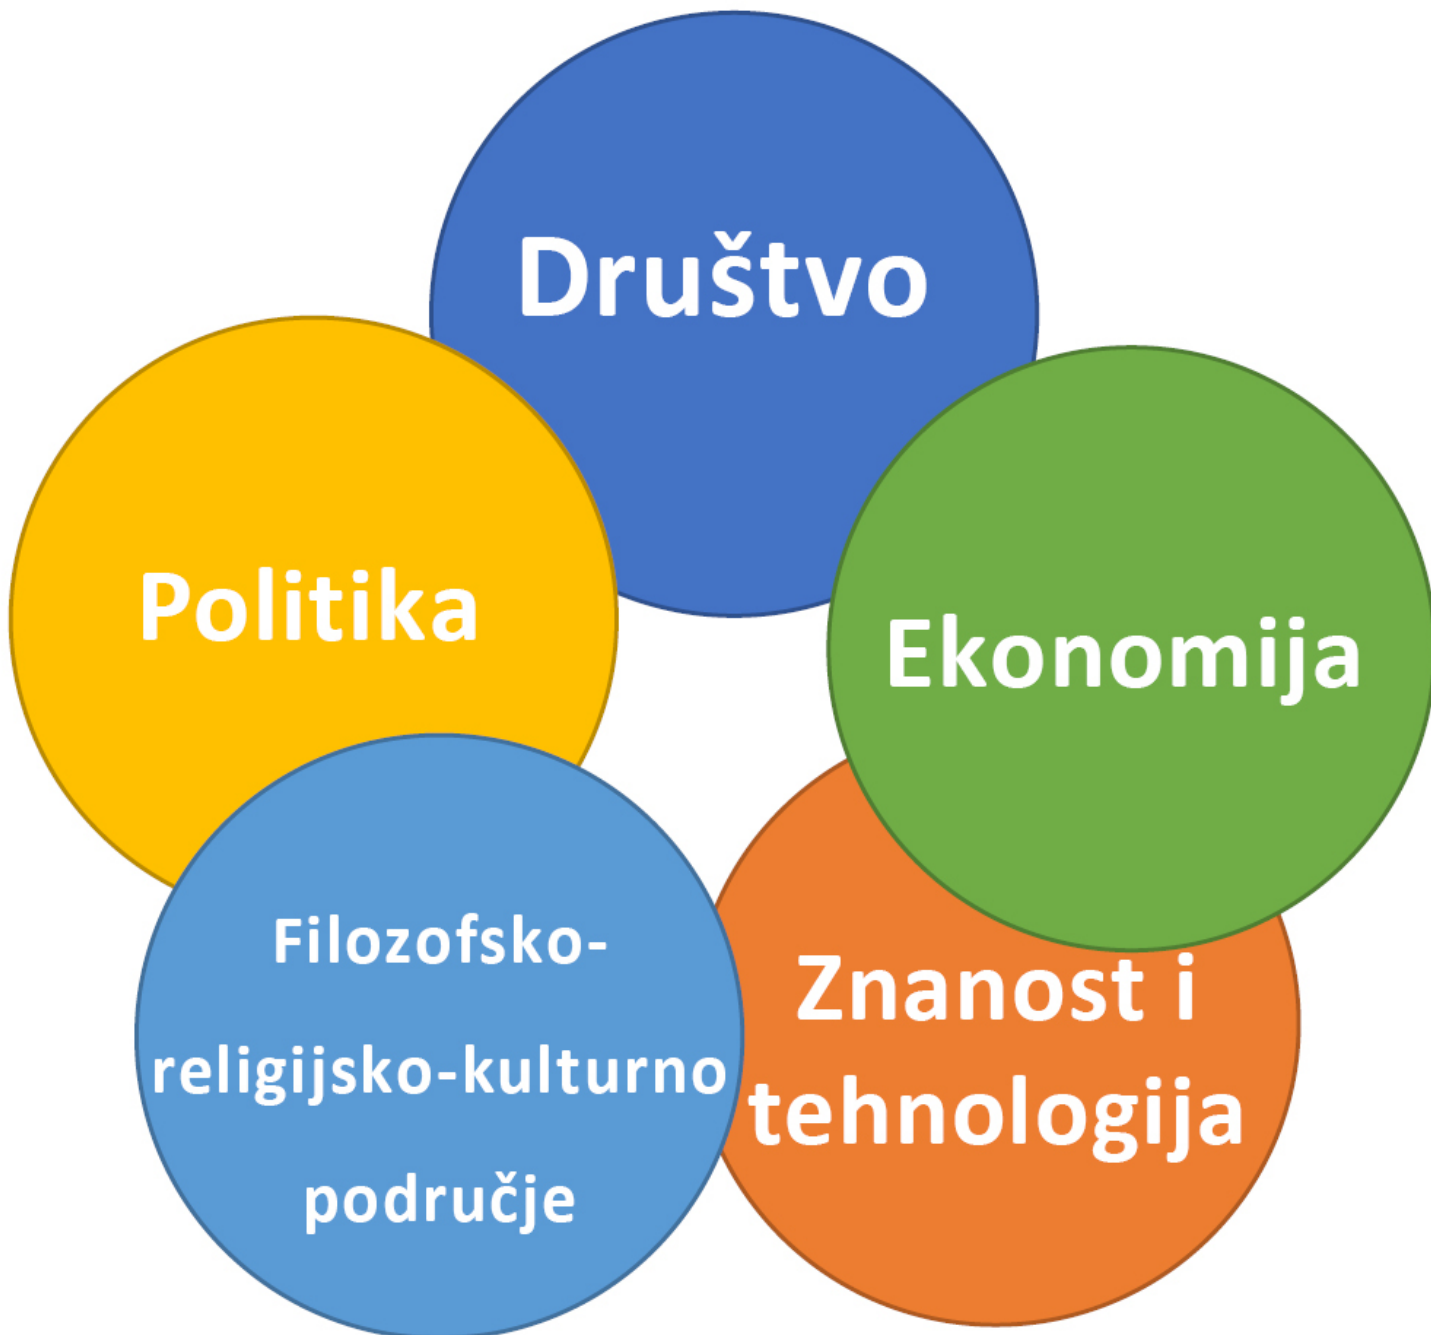 Društvo
Politika
Ekonomija
Filozofsko-
religijsko-kulturno
područje
Znanost i
tehnologija